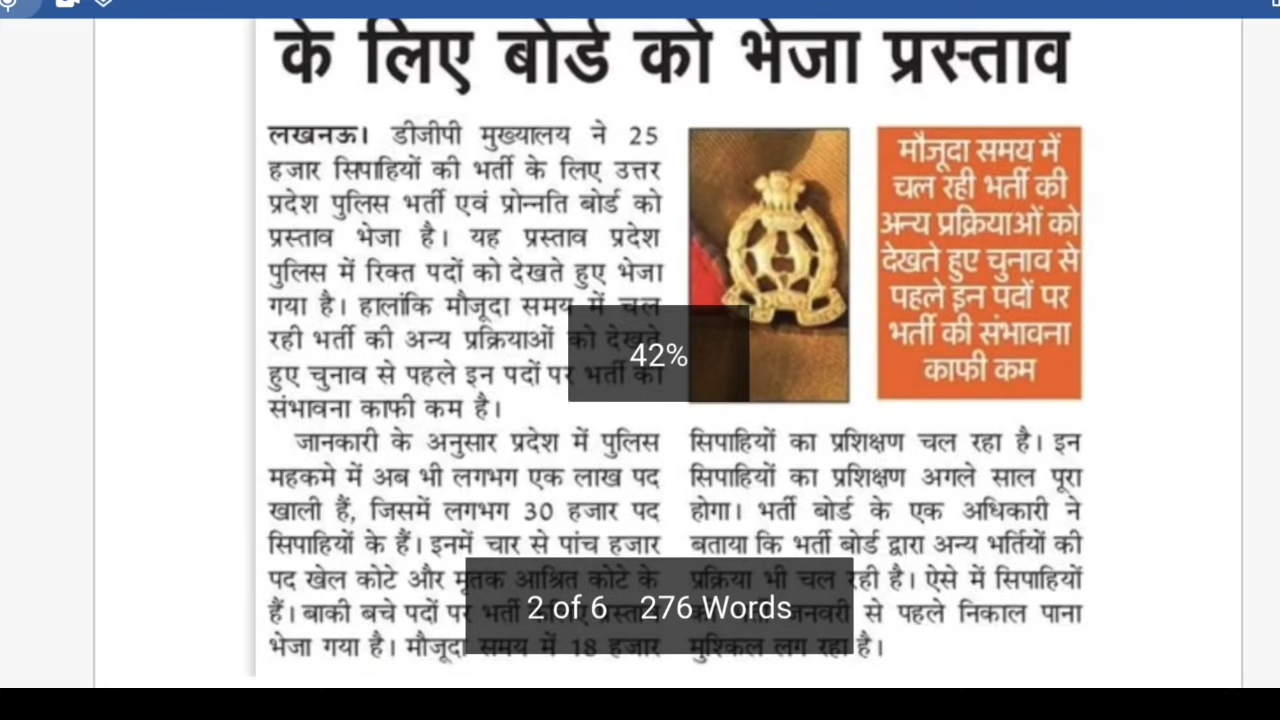 के लिए बोर्ड को भेजा प्रस्ताव
लखनऊ। डीजीपी मुख्यालय ने 25
हजार सिपाहियों की भर्ती के लिए उत्तर
प्रदेश पुलिस भर्ती एवं प्रोन्नति बोर्ड को
प्रस्ताव भेजा है। यह प्रस्ताव प्रदेश
पुलिस में रिक्त पदों को देखते हुए भेजा
गया है। हालांकि मौजूदा समय में चल
रही भर्ती की अन्य प्रक्रियाओं को देखते
हुए चुनाव से पहले इन पदों पर भर्ती की
संभावना काफी कम है।
जानकारी के अनुसार प्रदेश में पुलिस
महकमे में अब भी लगभग एक लाख पद
खाली हैं, जिसमें लगभग 30 हजार पद
सिपाहियों के हैं। इनमें चार से पांच हजार
पद खेल कोटे और मृतक आश्रित कोटे के
हैं। बाकी बचे पदों पर भर्ती
भेजा गया है। मौजूदा समय में 18 हजार
मौजूदा समय में
चल रही भर्ती की
अन्य प्रक्रियाओं को
देखते हुए चुनाव से
पहले इन पदों पर
भर्ती की संभावना
काफी कम
सिपाहियों का प्रशिक्षण चल रहा है। इन
सिपाहियों का प्रशिक्षण अगले साल पूरा
होगा। भर्ती बोर्ड के एक अधिकारी ने
बताया कि भर्ती बोर्ड द्वारा अन्य भर्तियों की
प्रक्रिया भी चल रही है। ऐसे में सिपाहियों
जनवरी से पहले निकाल पाना
मुश्किल लग रहा है।
42%
2 of 6 276 Words